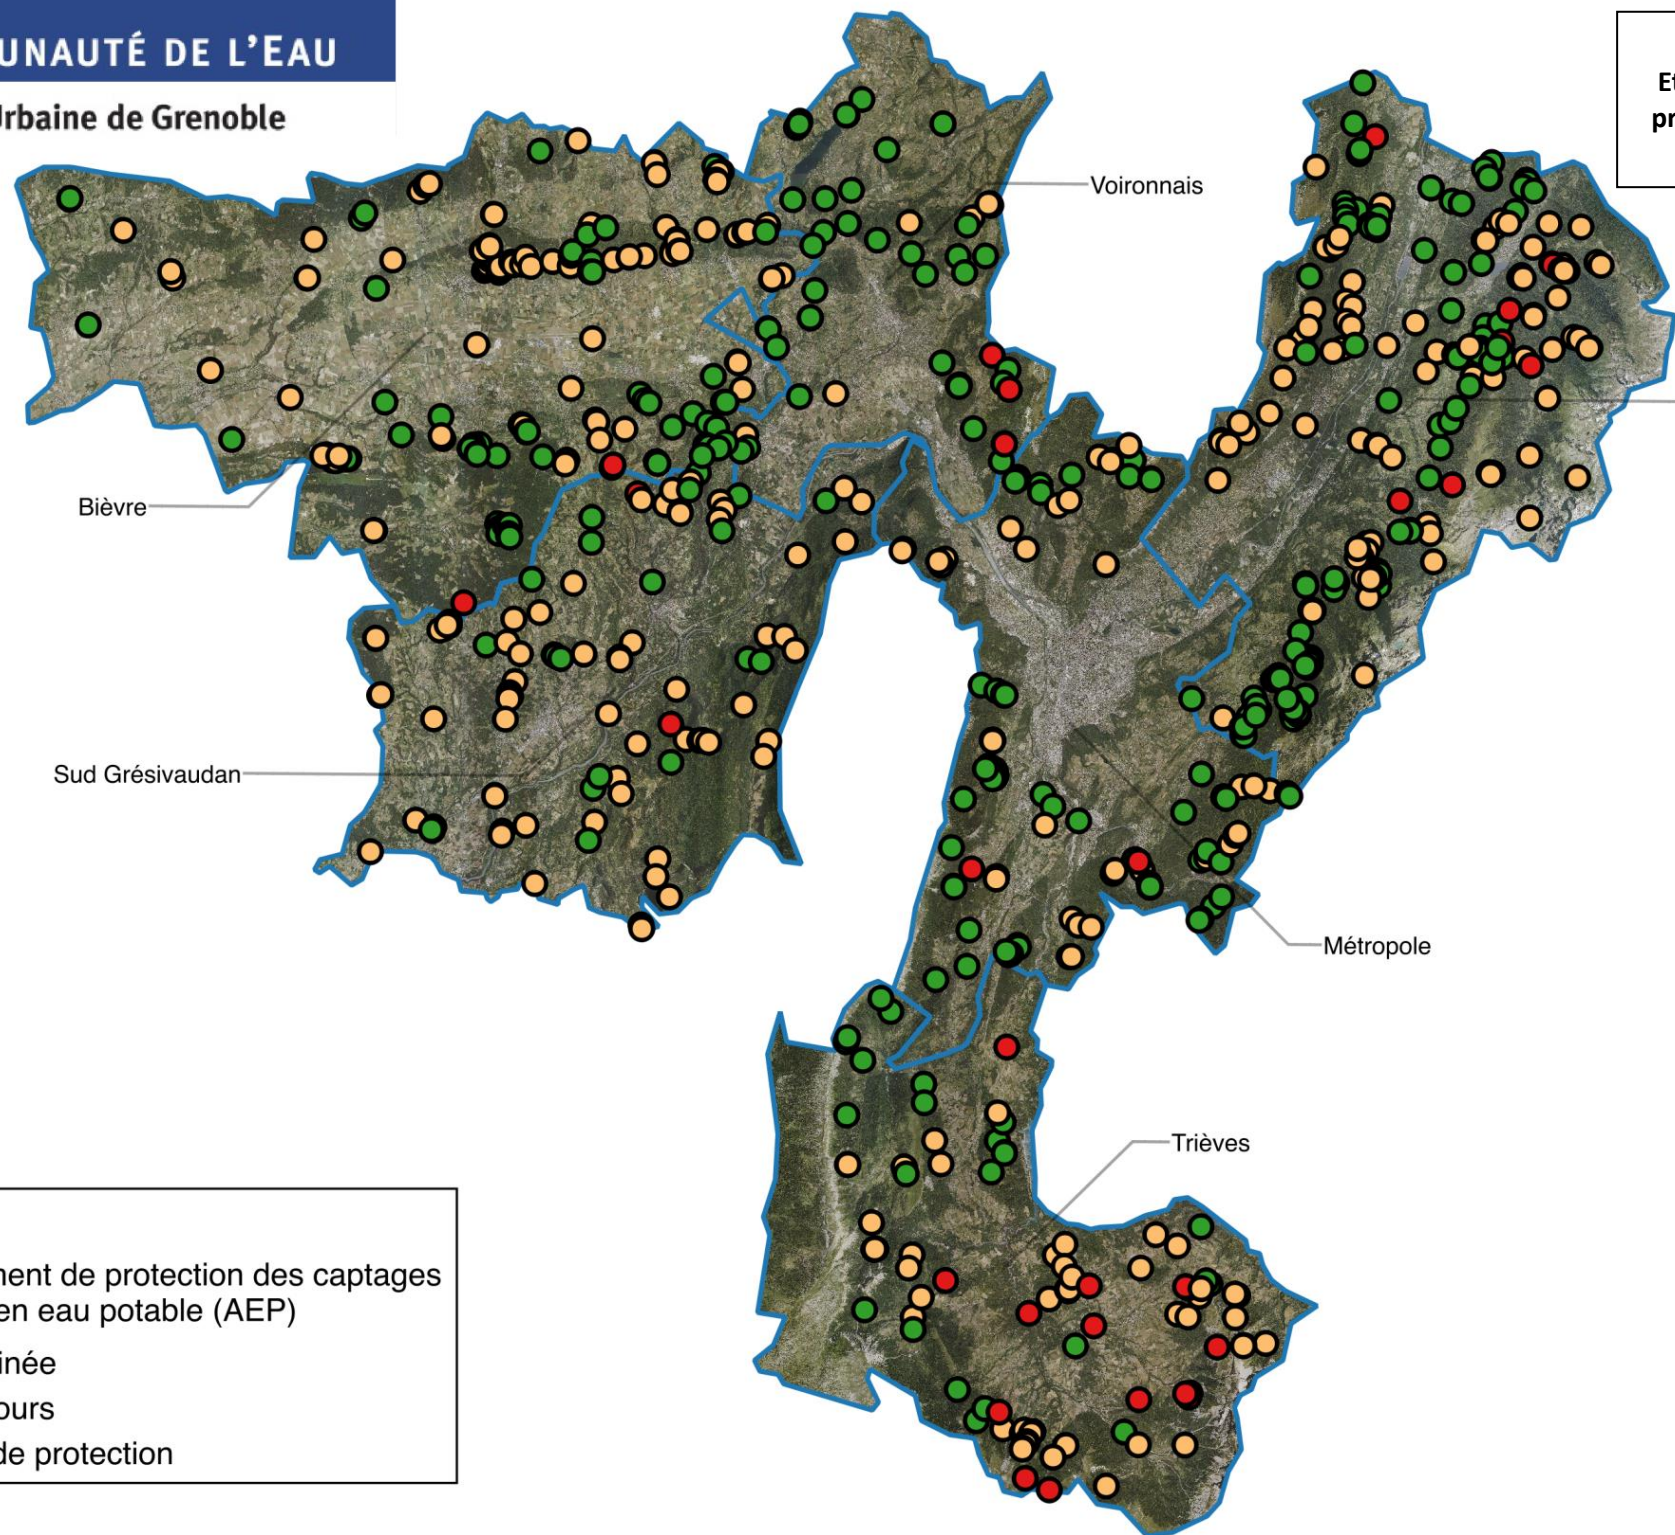 UNAUTÉ DE L'EAU
Urbaine de Grenoble
Et
pr
Voironnais
Bièvre
Sud Grésivaudan
Métropole
Trièves
ent de protection des captages
en eau potable (AEP)
inée
ours
de protection